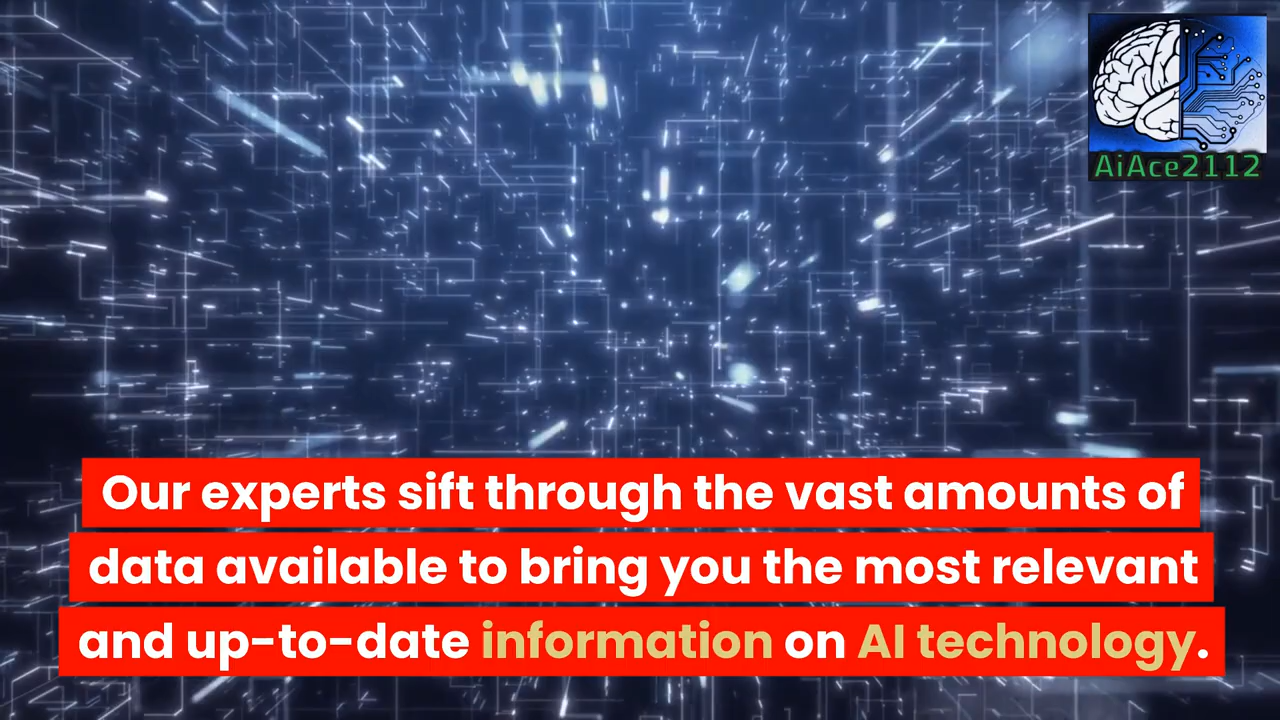 AiAce2112
Our experts sift through the vast amounts of
data available to bring you the most relevant
and up-to-date information on AI technology.